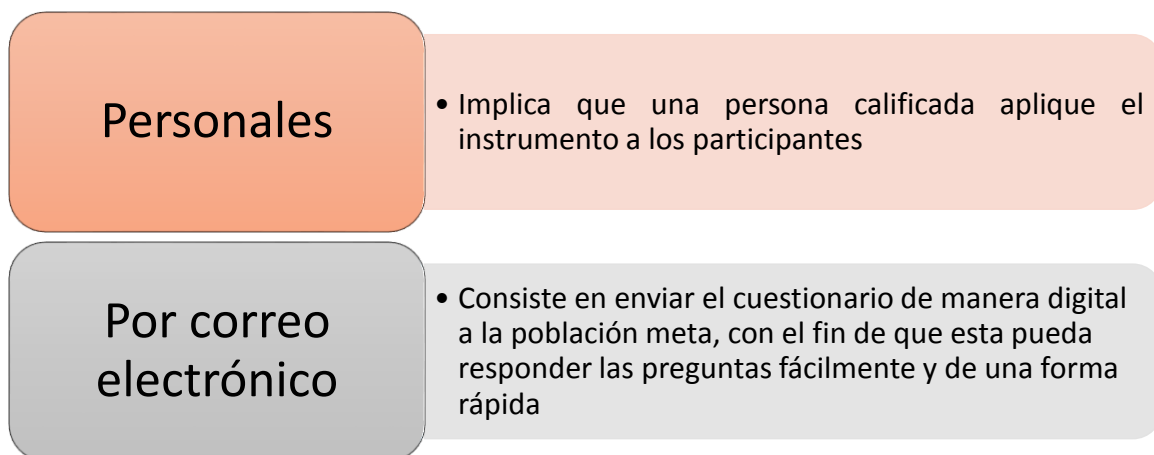 Personales
• Implica que una persona calificada aplique el
instrumento a los participantes
Por correo
electrónico
• Consiste en enviar el cuestionario de manera digital
a la población meta, con el fin de que esta pueda
responder las preguntas fácilmente y de una forma
rápida